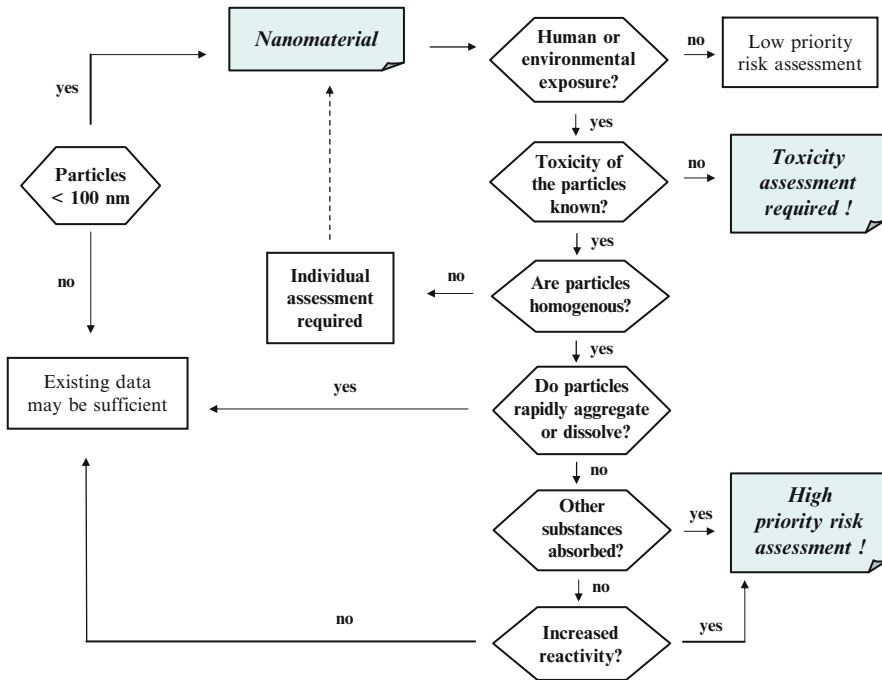 Nanomaterial
Human or
environmental
exposure?
no
Low priority
risk assessment
yes
yes
Particles
< 100 nm
Toxicity of
the particles
known?
no
Toxicity
assessment
required !
yes
no
Individual
assessment
required
no
Are particles
homogenous?
yes
Existing data
may be sufficient
yes
Do particles
rapidly aggregate
or dissolve?
no
Other
substances
absorbed?
yes
High
priority risk
assessment !
no
no
Increased
reactivity?
yes